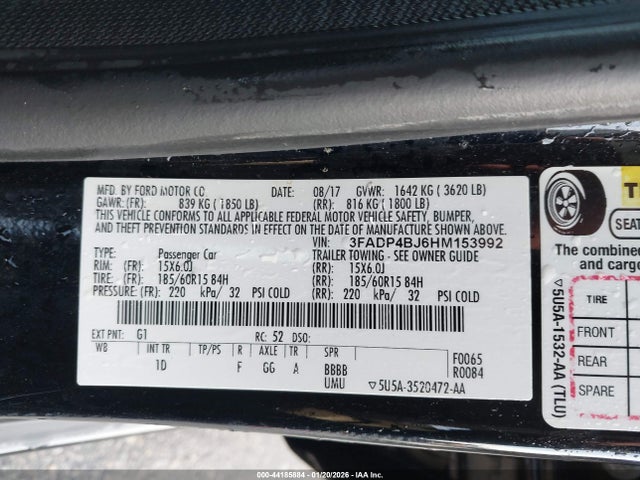 MFD. BY FORD MOTOR CO. DATE: 08/17 GVWR: 1642 KG ( 3620 LB)
GAWR: (FR): 839 KG ( 1850 LB) (RR): 816 KG ( 1800 LB)
THIS VEHICLE CONFORMS TO ALL APPLICABLE FEDERAL MOTOR VEHICLE SAFETY, BUMPER,
AND THEFT PREVENTION STANDARDS IN EFFECT ON THE DATE OF MANUFACTURE SHOWN ABOVE.
VIN: 3FADP4BJ6HM153992
TYPE: Passenger Car TRAILER TOWING - SEE OWNER GUIDE
RIM: (FR): 15X6.0J (RR): 15X6.0J
TIRE: (FR): 185/60R15 84H (RR): 185/60R15 84H
PRESSURE: (FR): 220 kPa/ 32 PSI COLD (RR): 220 kPa/ 32 PSI COLD
EXT PNT: G1 RC: 52 DSO:
WB INT TR TP/PS R AXLE TR SPR F0065
1D F GG A BBBB R0084
UMU ▽5U5A-3520472-AA
T
SEAT
The combined
and cargo
TIRE
FRONT
REAR
SPARE
▽5U5A-1532-AA (TLU)
000-44185884 | 01/20/2026 - IAA, Inc.